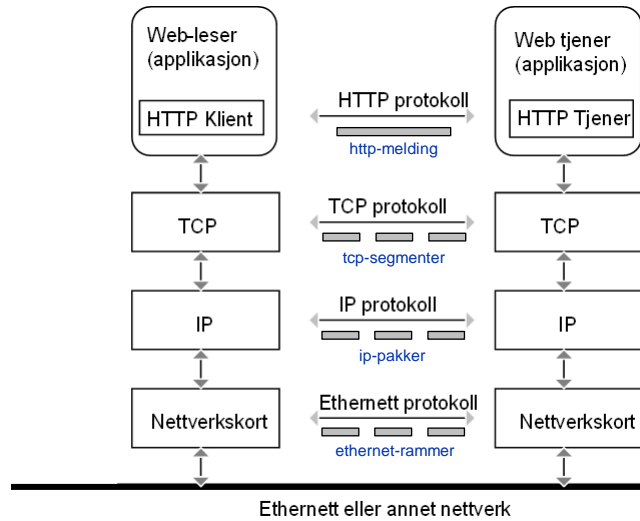 Web-leser
(applikasjon)
HTTP Klient
HTTP protokoll
http-melding
Web tjener
(applikasjon)
HTTP Tjener
TCP
TCP protokoll
tcp-segmenter
TCP
IP
IP protokoll
ip-pakker
IP
Nettverkskort
Ethernett protokoll
ethernet-rammer
Nettverkskort
Ethernett eller annet nettverk